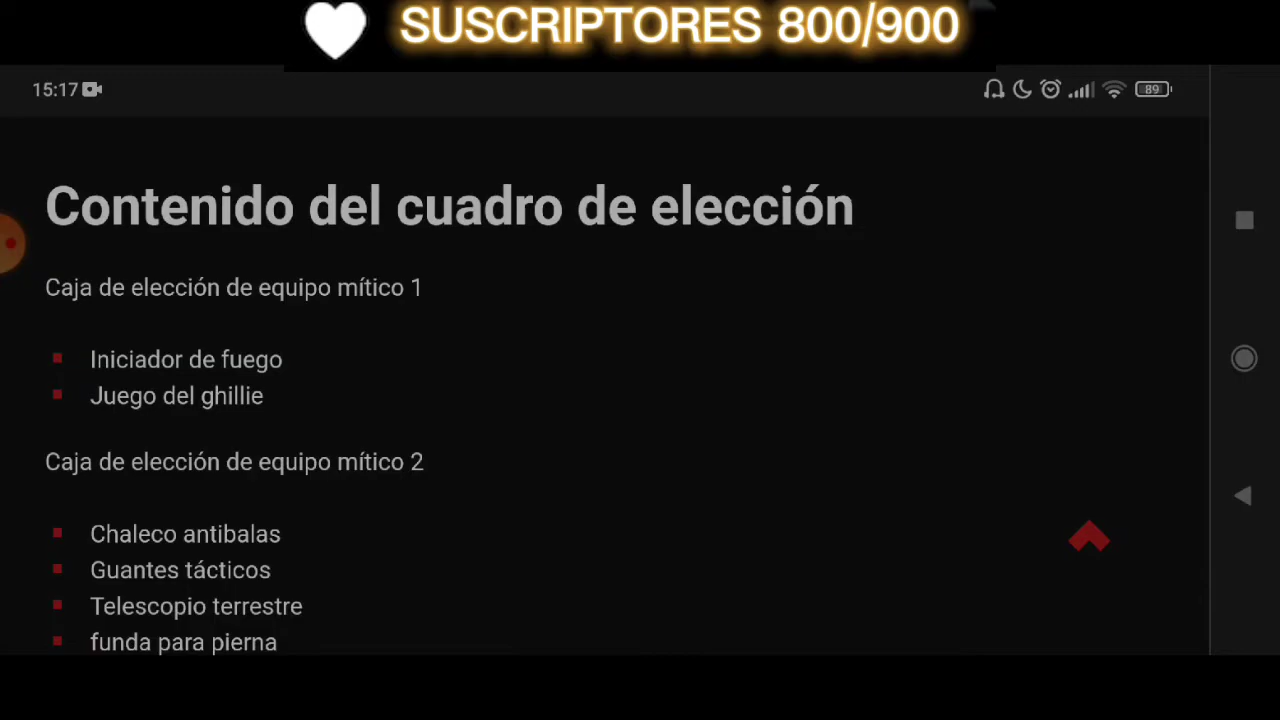 SUSCRIPTORES 800/900
15:17
89
Contenido del cuadro de elección
Caja de elección de equipo mítico 1
Iniciador de fuego
Juego del ghillie
Caja de elección de equipo mítico 2
Chaleco antibalas
Guantes tácticos
Telescopio terrestre
funda para pierna